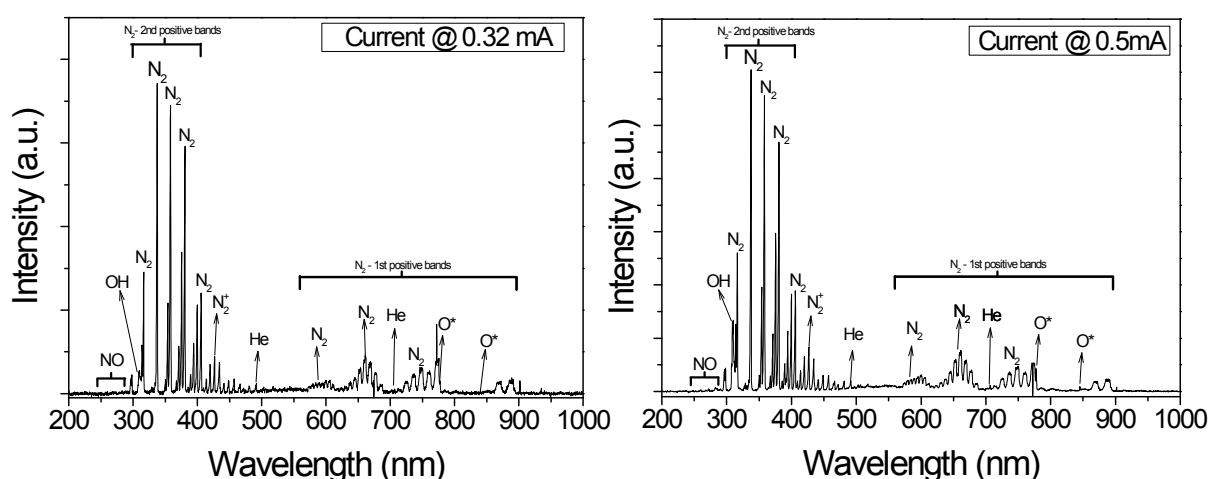 N2- 2nd positive bands
Current @ 0.32 mA
N2
N2
N2
N2
OH
N2
N2+
NO
He
N2 - 1st positive bands
N2
N2
He
N2
O*
O*
Intensity (a.u.)
200 300 400 500 600 700 800 900 1000
Wavelength (nm)
N2- 2nd positive bands
Current @ 0.5mA
N2
N2
N2
N2
OH
N2
N2+
NO
He
N2 - 1st positive bands
N2
N2
He
N2
O*
O*
Intensity (a.u.)
200 300 400 500 600 700 800 900 1000
Wavelength (nm)